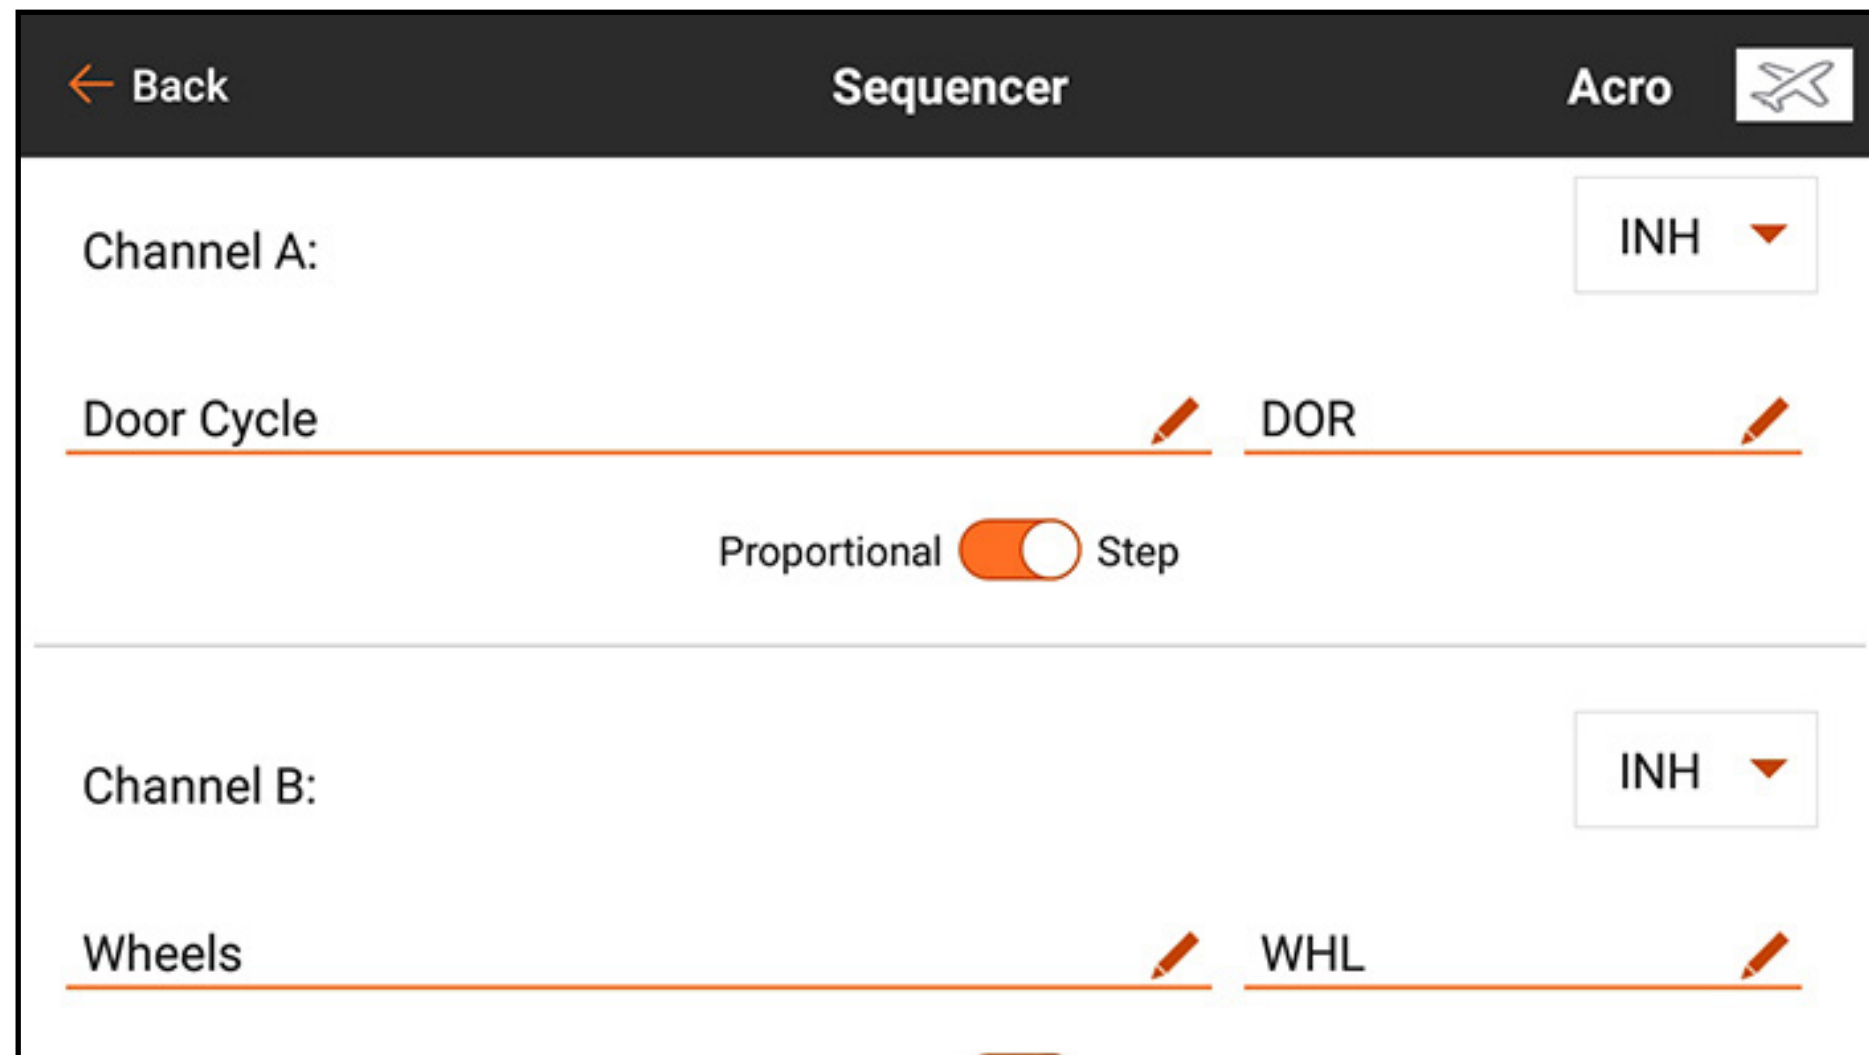 Back Sequencer Acro
Channel A: INH
Door Cycle DOR
Proportional Step
Channel B: INH
Wheels WHL